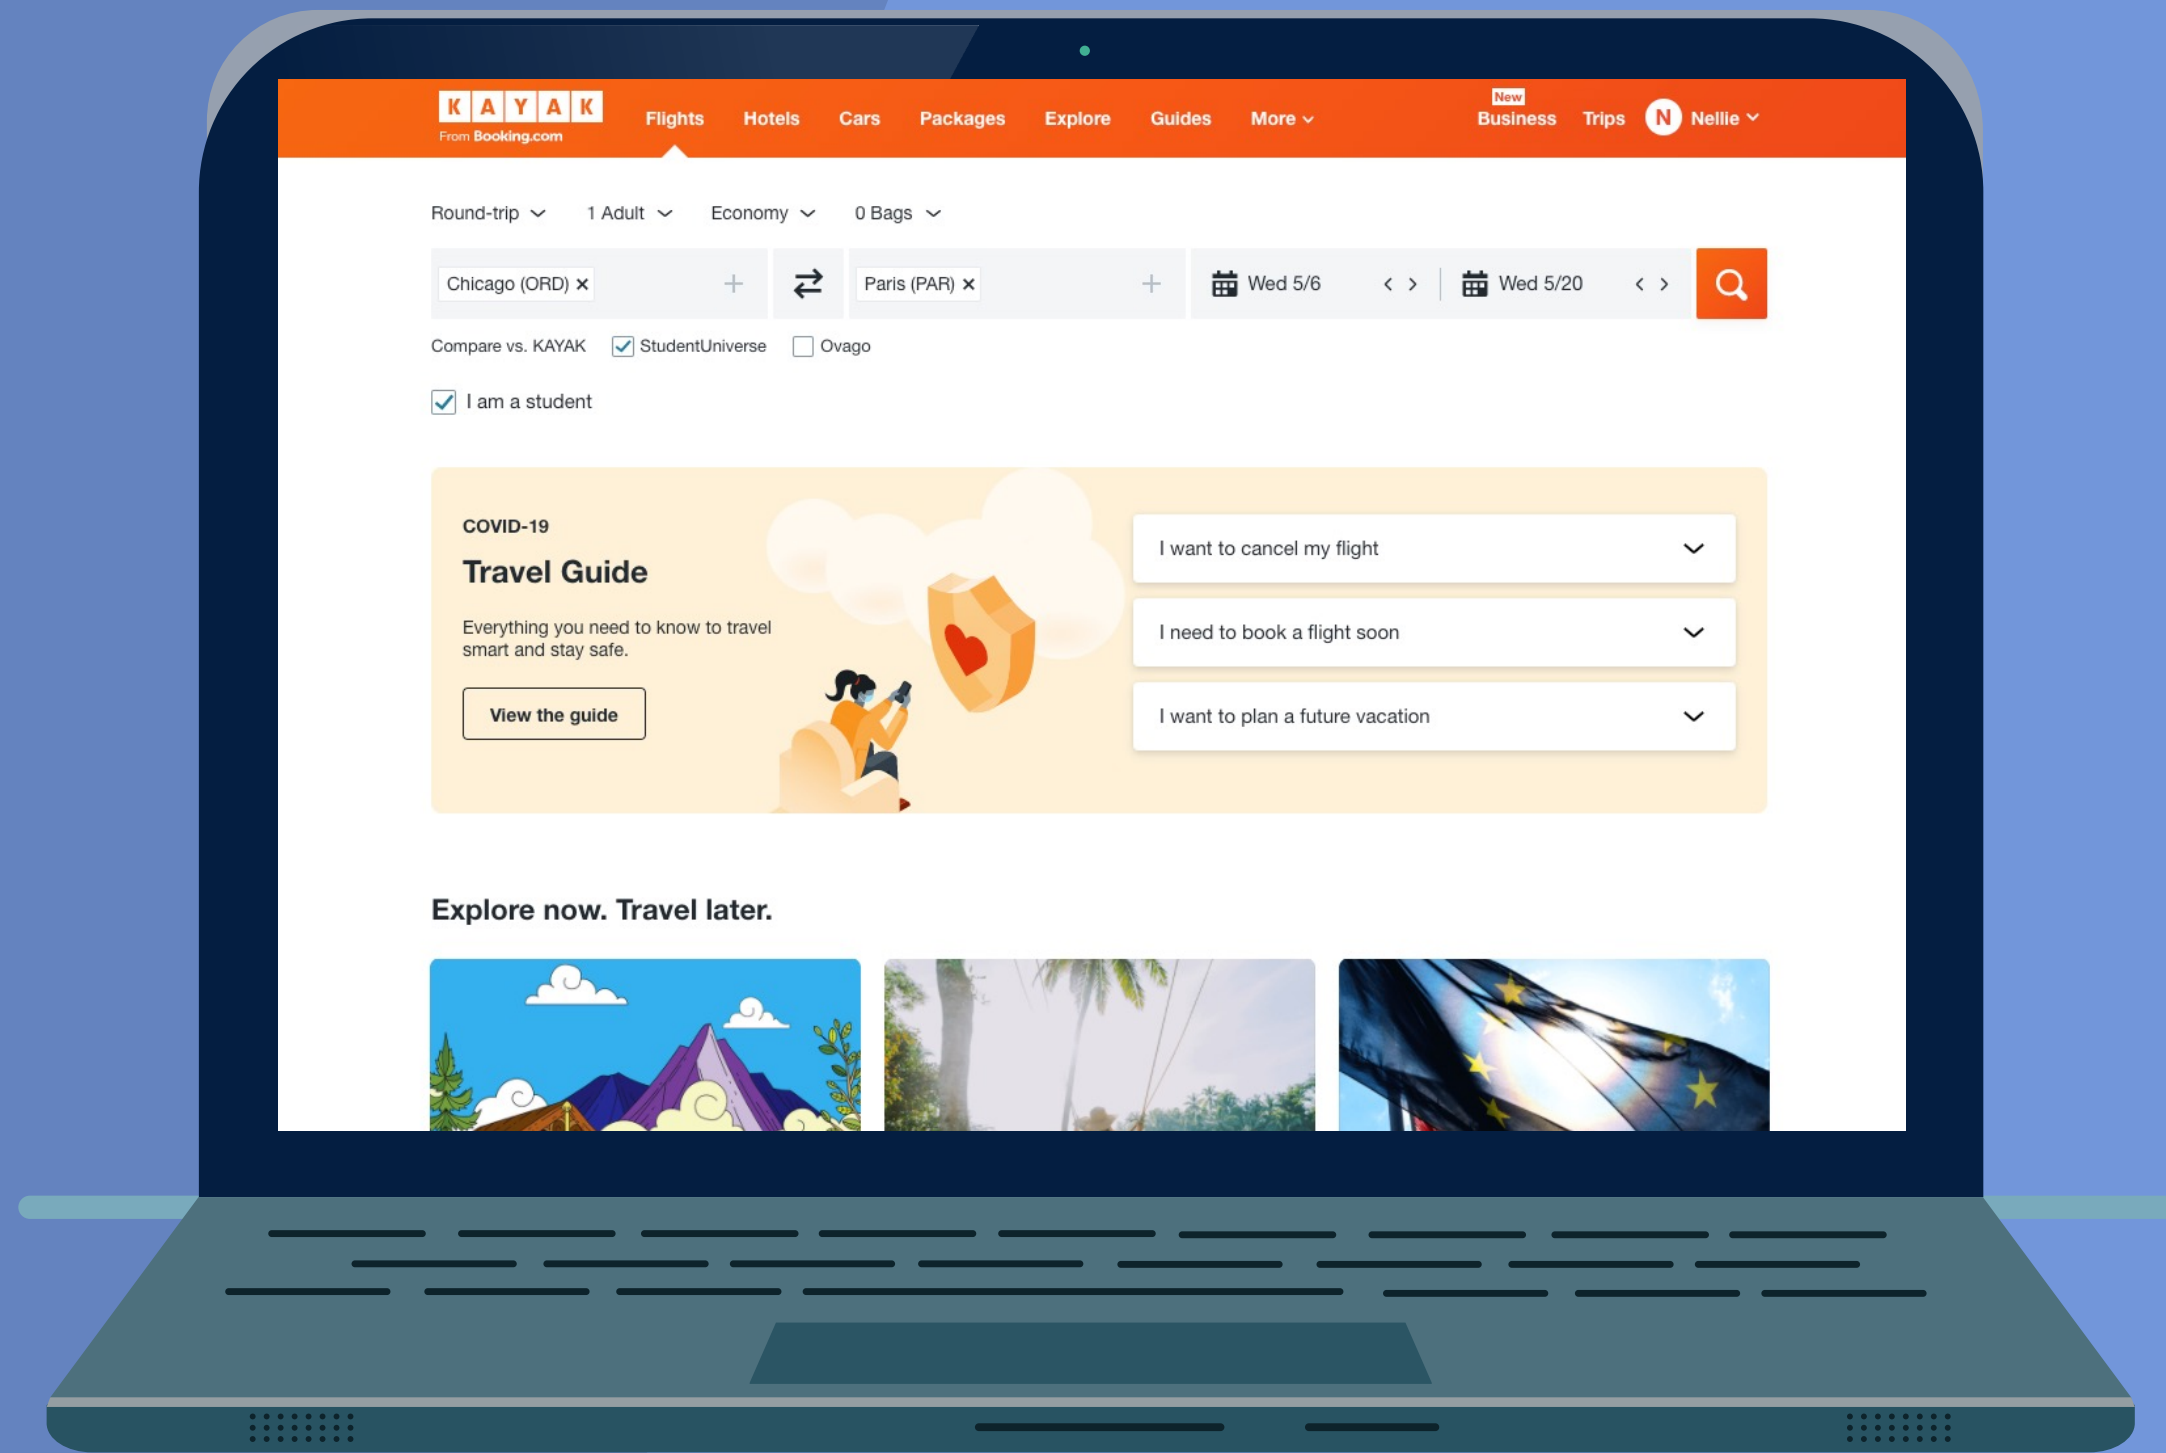 KAYAK
From Booking.com
Flights Hotels Cars Packages Explore Guides More
New
Business Trips N Nellie
Round-trip 1 Adult Economy 0 Bags
Chicago (ORD) Paris (PAR) Wed 5/6 Wed 5/20
Compare vs. KAYAK StudentUniverse Ovago
I am a student
COVID-19
Travel Guide
Everything you need to know to travel
smart and stay safe.
View the guide
I want to cancel my flight
I need to book a flight soon
I want to plan a future vacation
Explore now. Travel later.